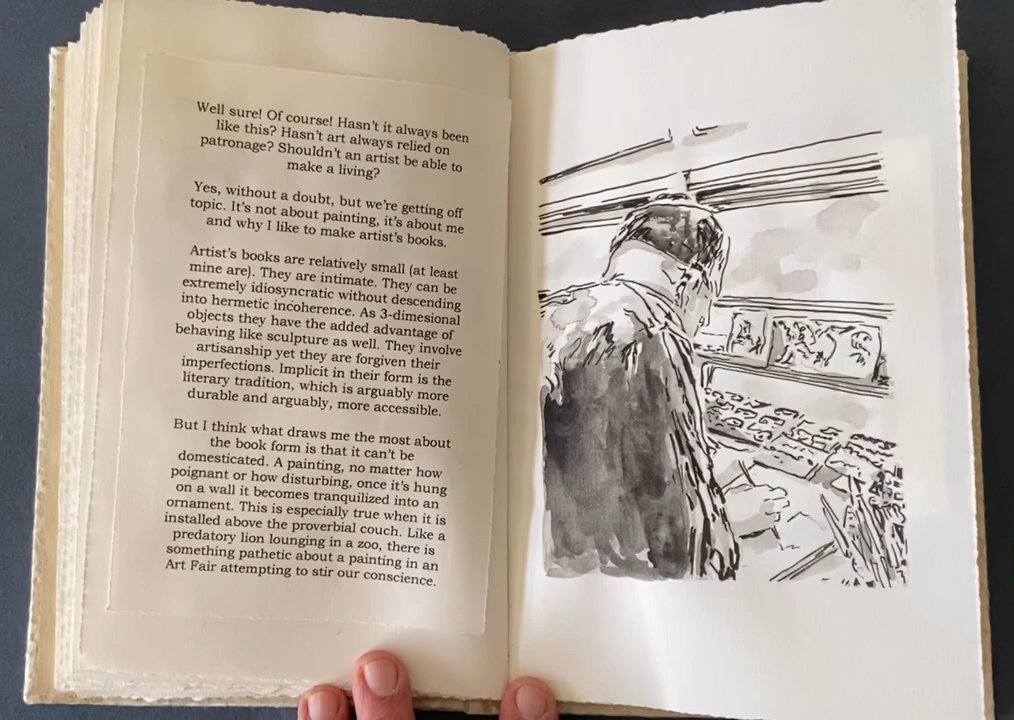 Well sure! Of course! Hasn't it always been
like this? Hasn't art always relied on
patronage? Shouldn't an artist be able to
make a living?
Yes, without a doubt, but we're getting off
topic. It's not about painting, it's about me
and why I like to make artist's books.
Artist's books are relatively small (at least
mine are). They are intimate. They can be
extremely idiosyncratic without descending
into hermetic incoherence. As 3-dimesional
objects they have the added advantage of
behaving like sculpture as well. They involve
artisanship yet they are forgiven their
imperfections. Implicit in their form is the
literary tradition, which is arguably more
durable and arguably, more accessible.
But I think what draws me the most about
the book form is that it can't be
domesticated. A painting, no matter how
poignant or how disturbing, once it's hung
on a wall it becomes tranquilized into an
ornament. This is especially true when it is
installed above the proverbial couch. Like a
predatory lion lounging in a zoo, there is
something pathetic about a painting in an
Art Fair attempting to stir our conscience.